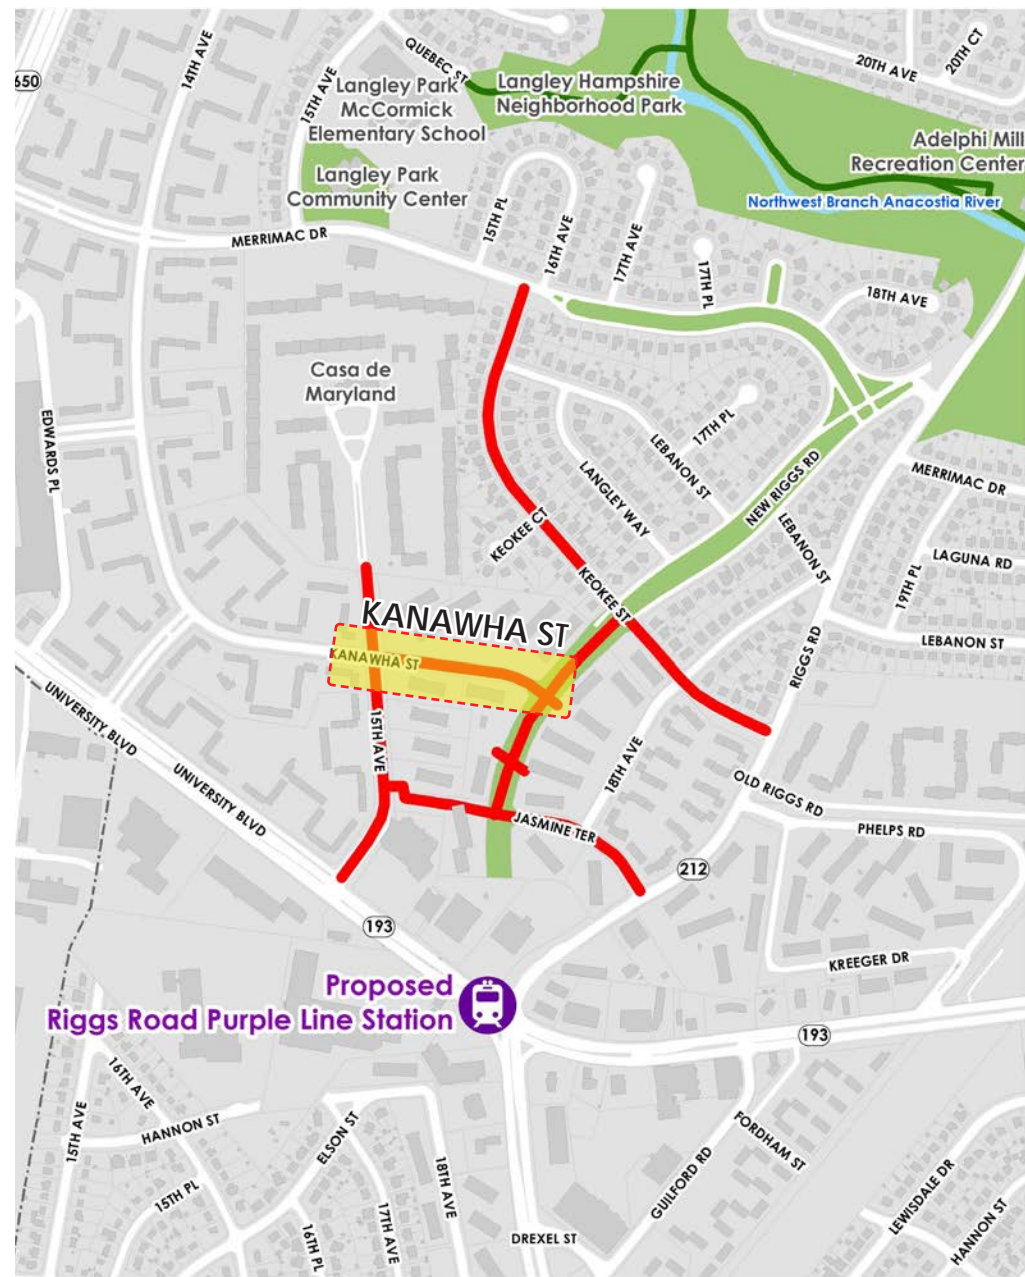 650
14TH AVE
15TH AVE
QUEBEC ST
Langley Park
McCormick
Elementary School
Langley Hampshire
Neighborhood Park
20TH AVE
20TH CT
Adelphi Mill
Recreation Center
Langley Park
Community Center
Northwest Branch Anacostia River
MERRIMAC DR
15TH PL
16TH AVE
17TH AVE
17TH PL
18TH AVE
Casa de
Maryland
EDWARDS PL
17TH PL
LEBANON ST
LANGLEY WAY
NEW RIGGS RD
MERRIMAC DR
KEOKEE CT
LEBANON ST
LAGUNA RD
19TH PL
KEOKEE ST
KANAWHA ST
LEBANON ST
RIGGS RD
KANAWHA ST
UNIVERSITY BLVD
15TH AVE
18TH AVE
UNIVERSITY BLVD
OLD RIGGS RD
PHELPS RD
JASMINE TER
212
193
KREEGER DR
Proposed
Riggs Road Purple Line Station
193
16TH AVE
15TH AVE
HANNON ST
ELSON ST
FORDHAM ST
15TH PL
18TH AVE
GUILFORD RD
17TH AVE
LEWISDALE DR
16TH PL
DREXEL ST
HANNON ST